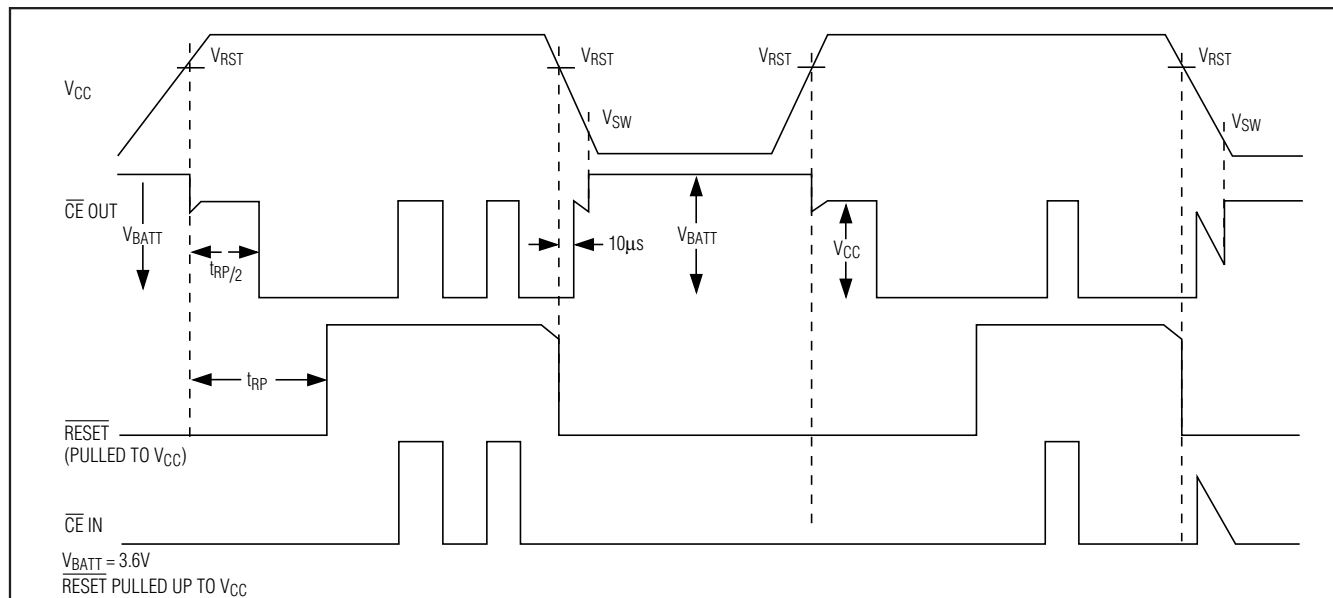 VRST
VRST
VRST
VRST
VCC
VSW
VSW
CE OUT
VBATT
10µs
VBATT
VCC
tRP/2
tRP
RESET
(PULLED TO VCC)
CE IN
VBATT = 3.6V
RESET PULLED UP TO VCC